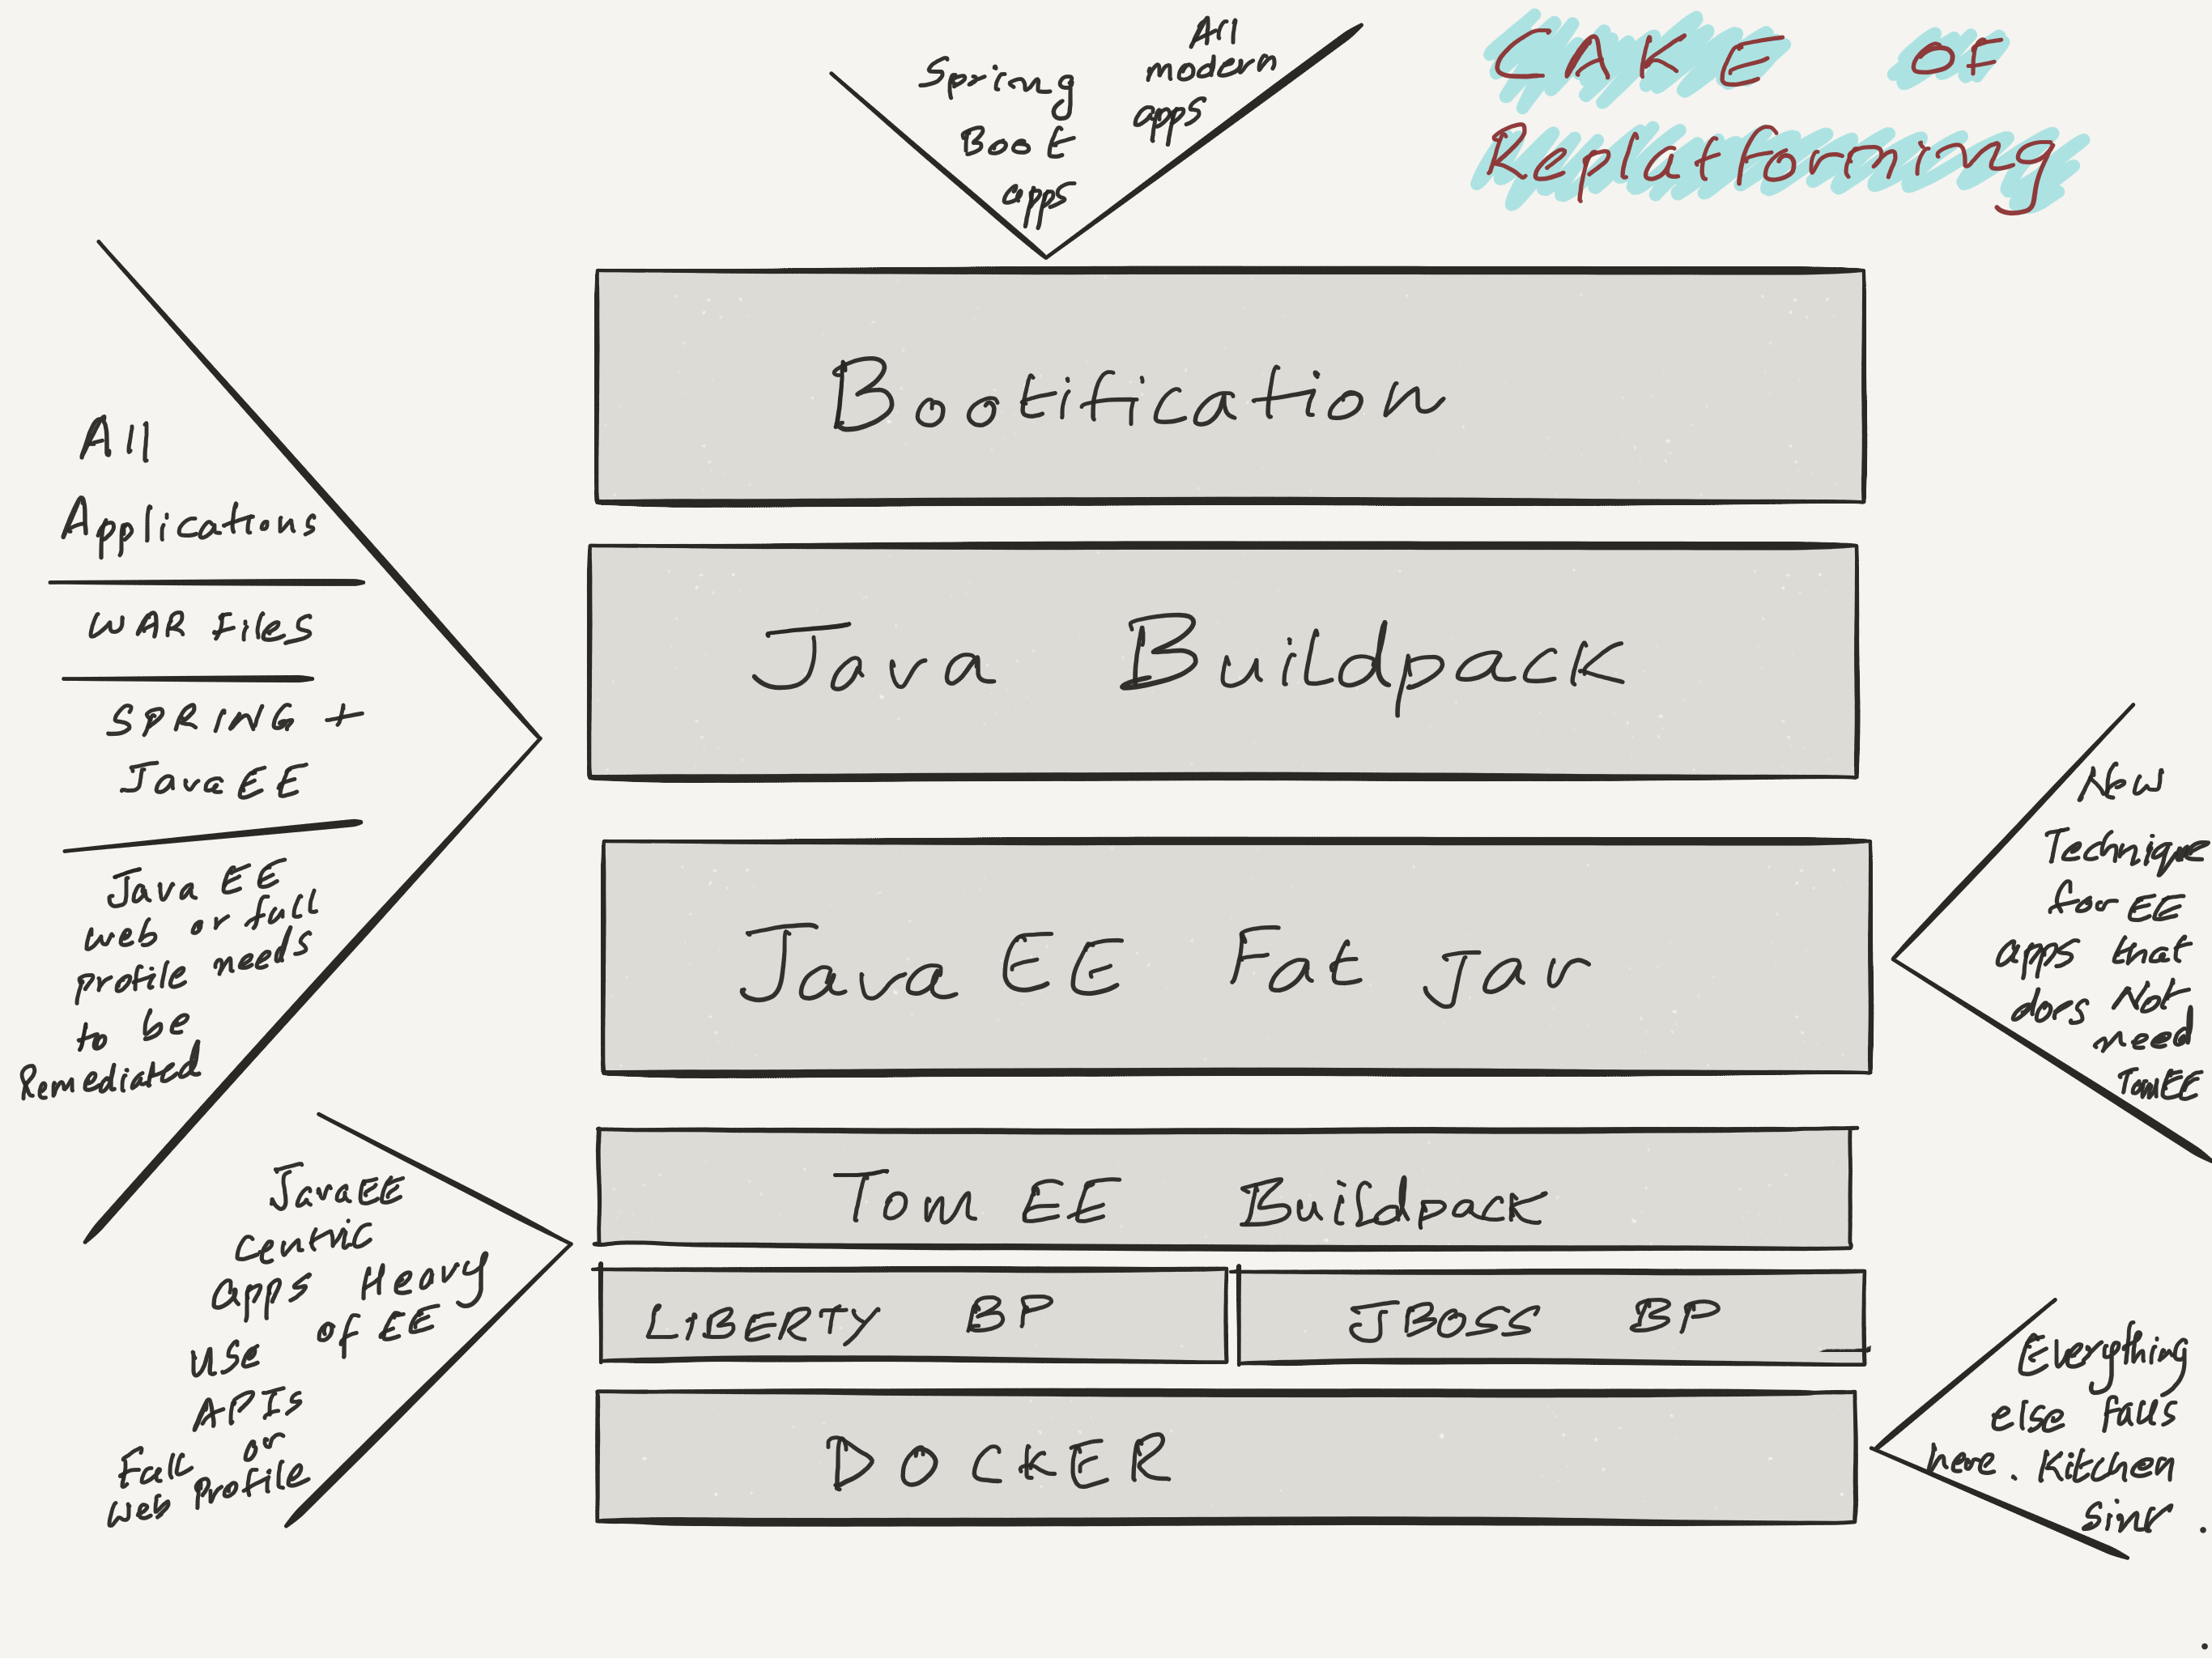 CAKE OF
Replatforming
Spring
Boot
apps
All
modern
apps
Bootification
Java Buildpack
Java EE Fat Jar
Tom EE Buildpack
LIBERTY BP
JBOSS BP
DOCKER
All
Applications
WAR Files
SPRING +
Java EE
Java EE
web or full
profile needs
to be
Remediated
JavaEE
centric
apps Heavy
use of EE
APIs
Full or
web profile
New
Technique
for EE
apps that
does Not
need
TomEE
Everything
else falls
here. Kitchen
sink.